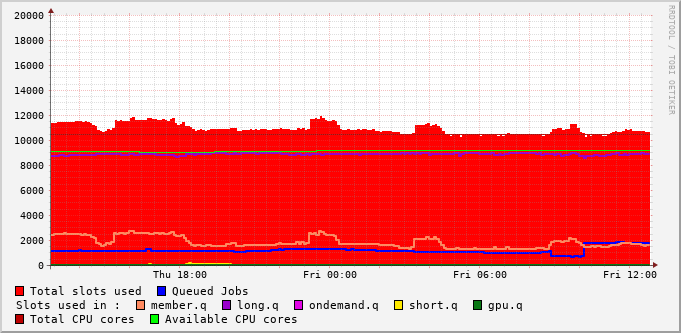 20000
18000
16000
14000
12000
10000
8000
6000
4000
2000
0
Thu 18:00 Fri 00:00 Fri 06:00 Fri 12:00
Total slots used Queued Jobs
Slots used in : member.q long.q ondemand.q short.q gpu.q
Total CPU cores Available CPU cores
RRDTOOL / TOBI OETIKER